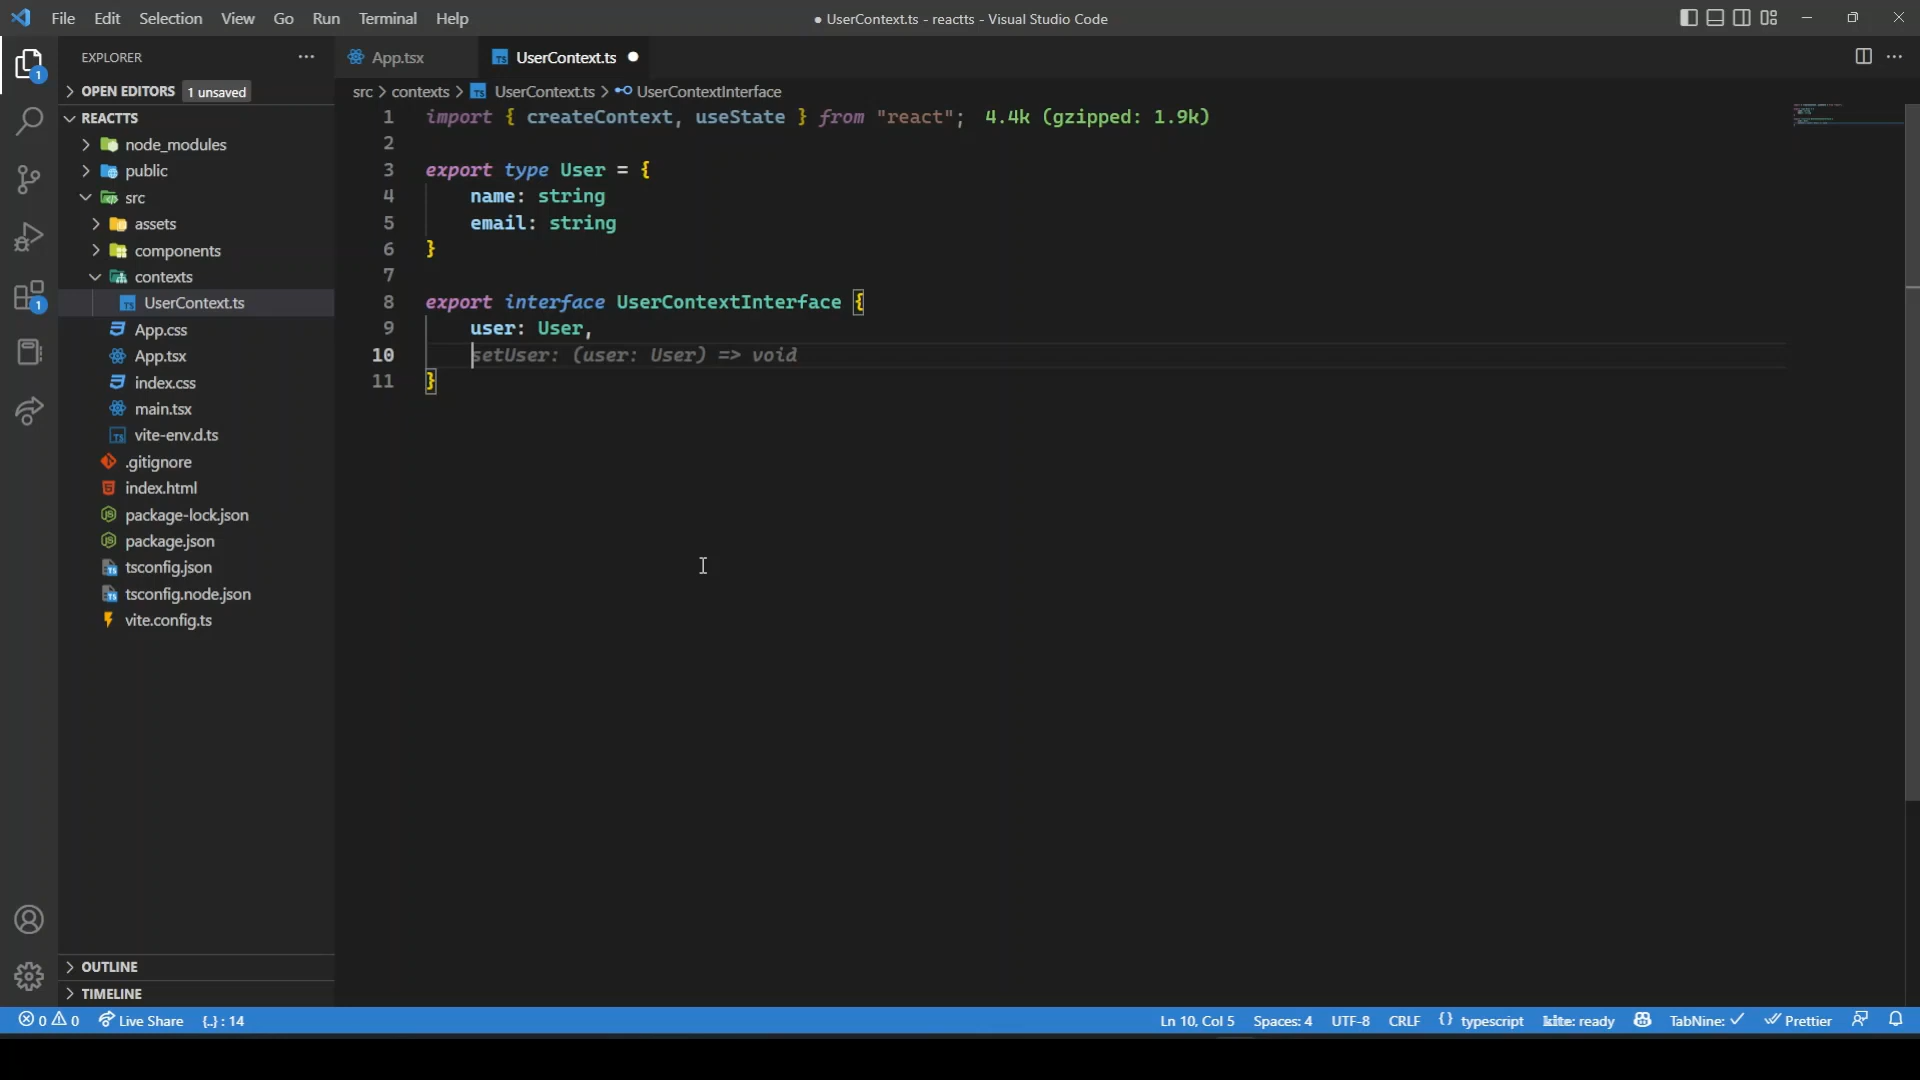 File Edit Selection View Go Run Terminal Help
● UserContext.ts - reactts - Visual Studio Code
EXPLORER
OPEN EDITORS 1 unsaved
REACTTS
node_modules
public
src
assets
components
contexts
UserContext.ts
App.css
App.tsx
index.css
main.tsx
vite-env.d.ts
.gitignore
index.html
package-lock.json
package.json
tsconfig.json
tsconfig.node.json
vite.config.ts
OUTLINE
TIMELINE
1
1
App.tsx
UserContext.ts
src > contexts > UserContext.ts > UserContextInterface
1 import { createContext, useState } from "react"; 4.4k (gzipped: 1.9k)
2
3 export type User = {
4 name: string
5 email: string
6 }
7
8 export interface UserContextInterface {
9 user: User,
10 setUser: (user: User) => void
11 }
0 0 Live Share {..} : 14
Ln 10, Col 5 Spaces: 4 UTF-8 CRLF {} typescript kite: ready TabNine: ✓ Prettier